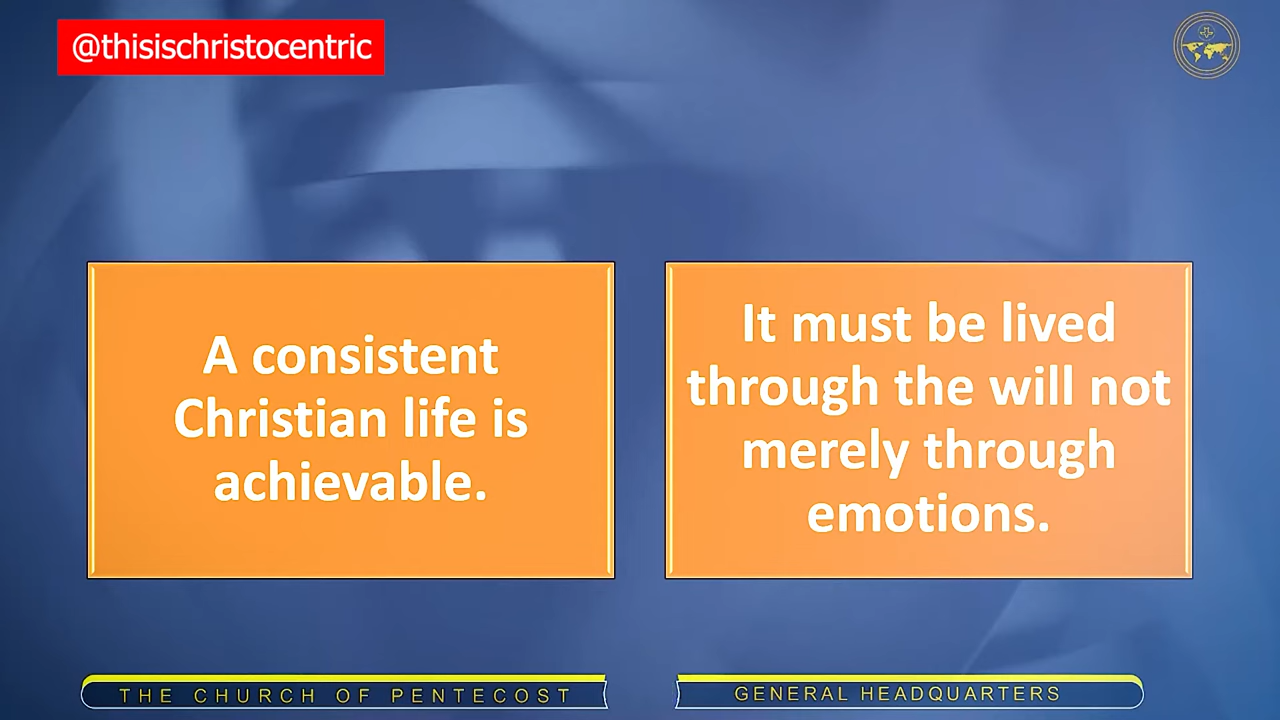 @thisischristocentric
A consistent
Christian life is
achievable.
It must be lived
through the will not
merely through
emotions.
THE CHURCH OF PENTECOST
GENERAL HEADQUARTERS